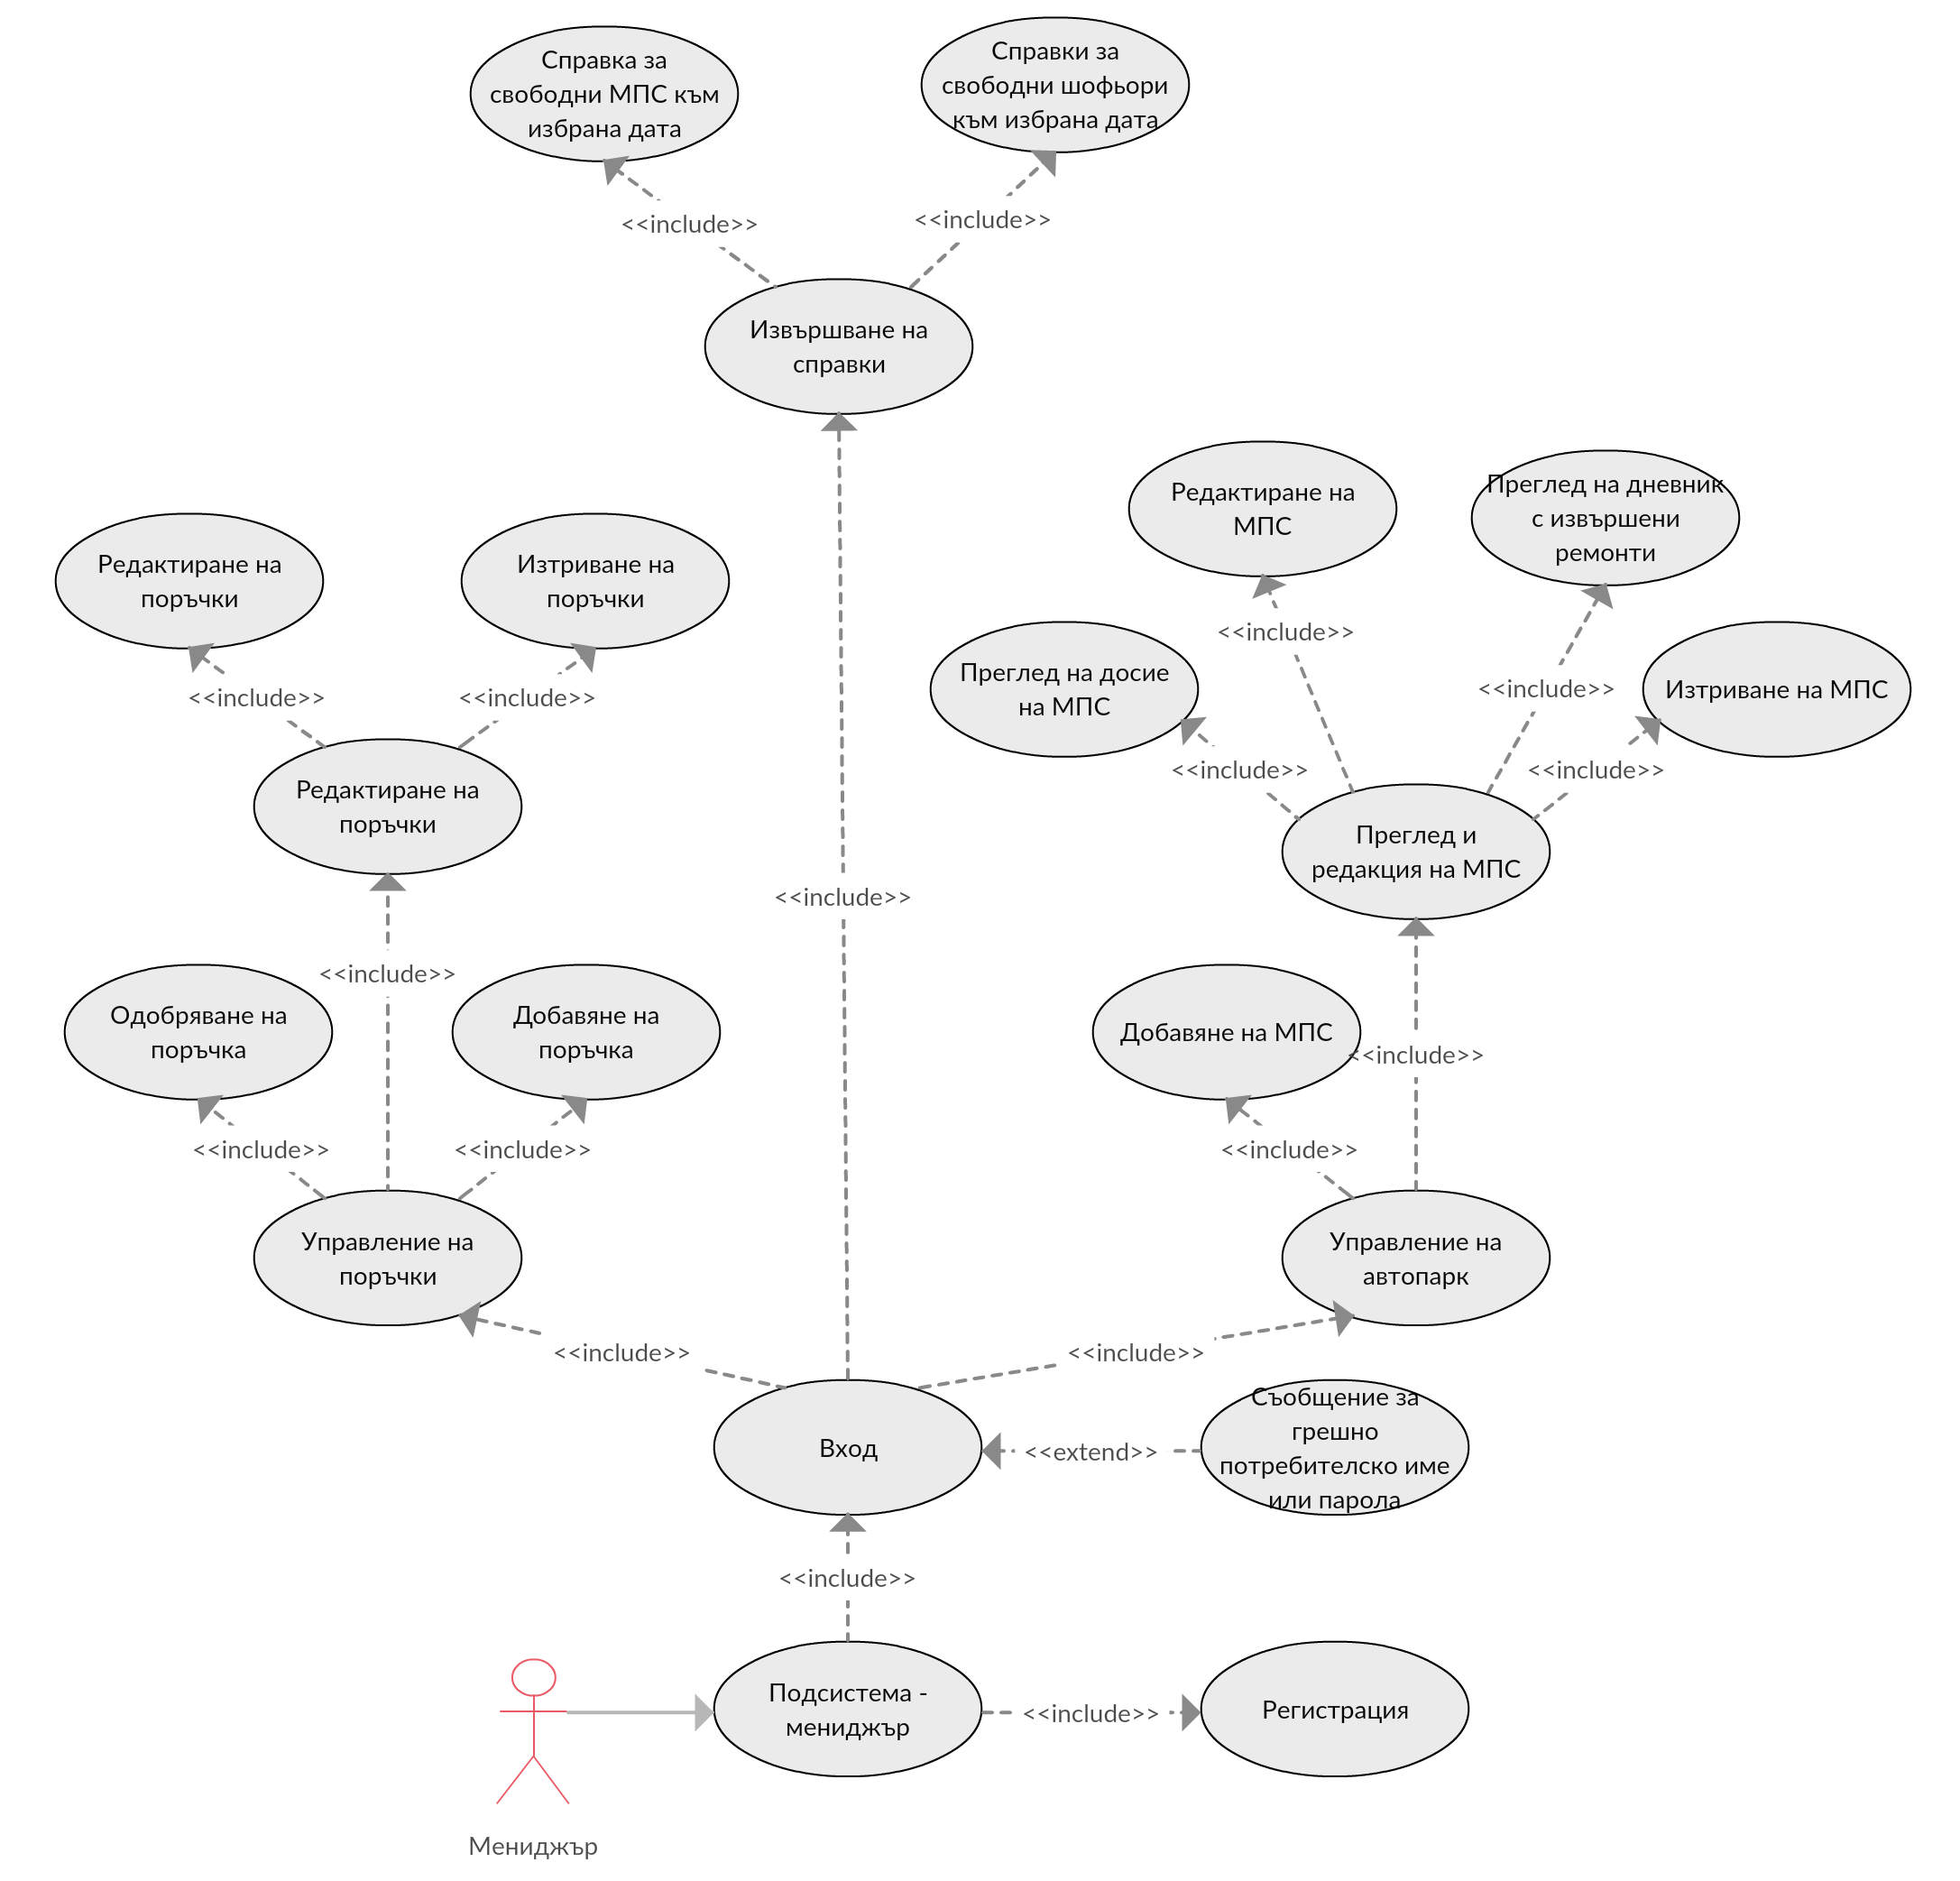 Справка за
свободни МПС към
избрана дата
Справки за
свободни шофьори
към избрана дата
<<include>>
<<include>>
Извършване на
справки
Редактиране на
МПС
Преглед на дневник
с извършени
ремонти
Редактиране на
поръчки
Изтриване на
поръчки
<<include>>
Преглед на досие
на МПС
<<include>>
Изтриване на МПС
<<include>>
<<include>>
<<include>>
<<include>>
Редактиране на
поръчки
Преглед и
редакция на МПС
<<include>>
<<include>>
Одобряване на
поръчка
Добавяне на
поръчка
Добавяне на МПС
<<include>>
<<include>>
<<include>>
<<include>>
Управление на
поръчки
Управление на
автопарк
<<include>>
<<include>>
Вход
<<extend>>
Съобщение за
грешно
потребителско име
или парола
<<include>>
Подсистема -
мениджър
<<include>>
Регистрация
Мениджър